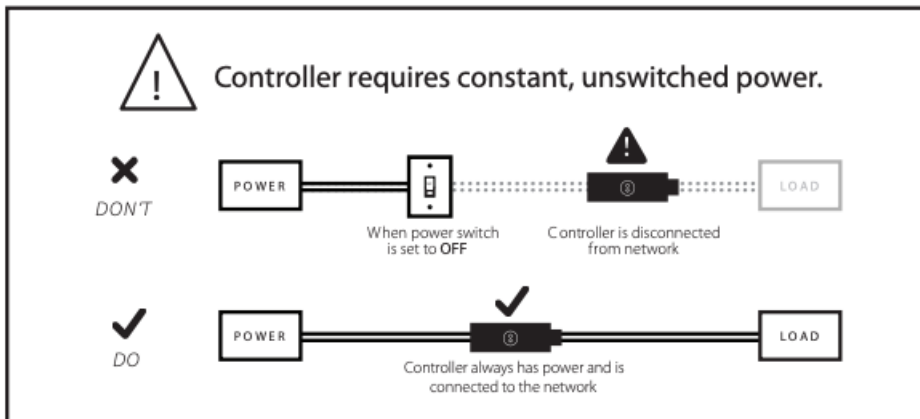 Controller requires constant, unswitched power.
DON'T
POWER
LOAD
When power switch
is set to OFF
Controller is disconnected
from network
DO
POWER
LOAD
Controller always has power and is
connected to the network